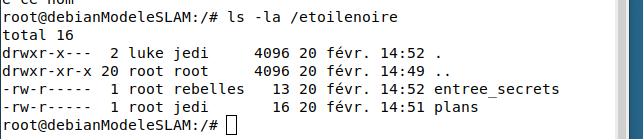 root@debianModeleSLAM:/# ls -la /etoilenoire
total 16
drwxr-x---  2 luke jedi      4096 20 févr. 14:52 .
drwxr-xr-x 20 root root      4096 20 févr. 14:49 ..
-rw-r-----  1 root rebelles    13 20 févr. 14:52 entree_secrets
-rw-r-----  1 root jedi        16 20 févr. 14:51 plans
root@debianModeleSLAM:/#